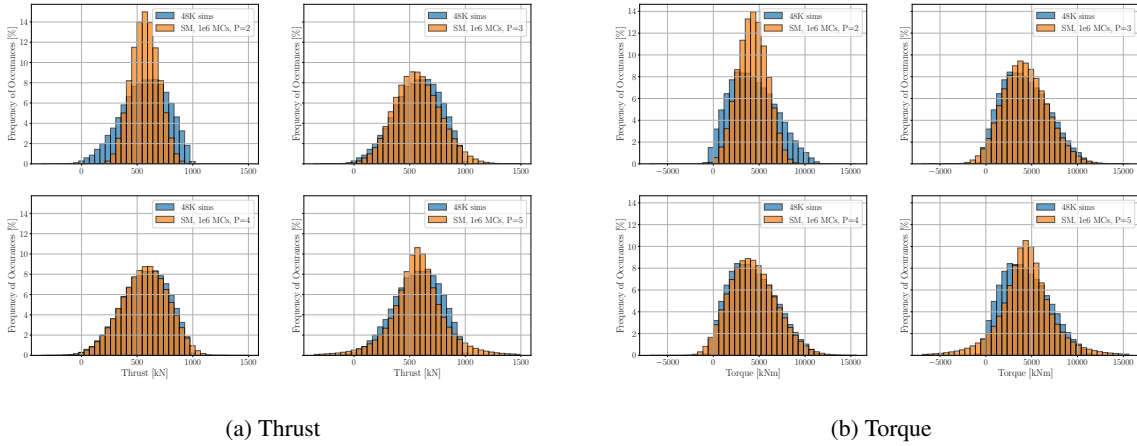 14
12
10
8
6
4
2
0
Frequency of Occurances [%]
48K sims
SM, 1e6 MCs, P=2
0
500
1000
1500
Frequency of Occurances [%]
48K sims
SM, 1e6 MCs, P=3
0
500
1000
1500
14
12
10
8
6
4
2
0
Frequency of Occurances [%]
48K sims
SM, 1e6 MCs, P=4
0
500
1000
1500
Thrust [kN]
Frequency of Occurances [%]
48K sims
SM, 1e6 MCs, P=5
0
500
1000
1500
Thrust [kN]
(a) Thrust
14
12
10
8
6
4
2
0
Frequency of Occurances [%]
48K sims
SM, 1e6 MCs, P=2
−5000
0
5000
10000
15000
Frequency of Occurances [%]
48K sims
SM, 1e6 MCs, P=3
−5000
0
5000
10000
15000
14
12
10
8
6
4
2
0
Frequency of Occurances [%]
48K sims
SM, 1e6 MCs, P=4
−5000
0
5000
10000
15000
Torque [kNm]
Frequency of Occurances [%]
48K sims
SM, 1e6 MCs, P=5
−5000
0
5000
10000
15000
Torque [kNm]
(b) Torque